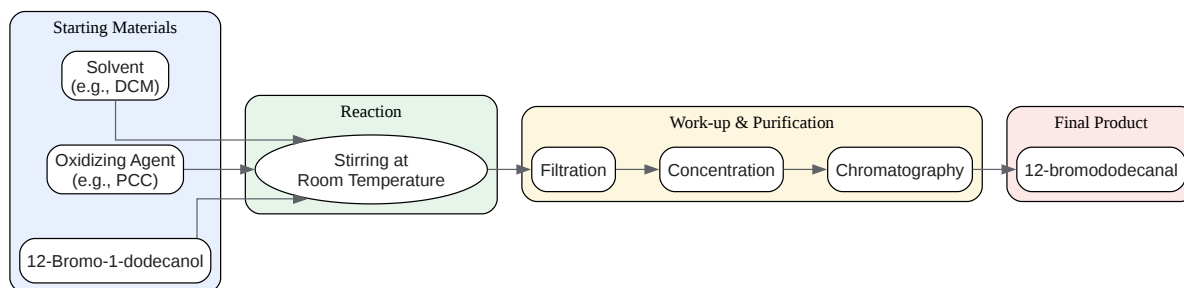 Starting Materials
Solvent
(e.g., DCM)
Oxidizing Agent
(e.g., PCC)
12-Bromo-1-dodecanol
Reaction
Stirring at
Room Temperature
Work-up & Purification
Filtration
Concentration
Chromatography
Final Product
12-bromododecanal